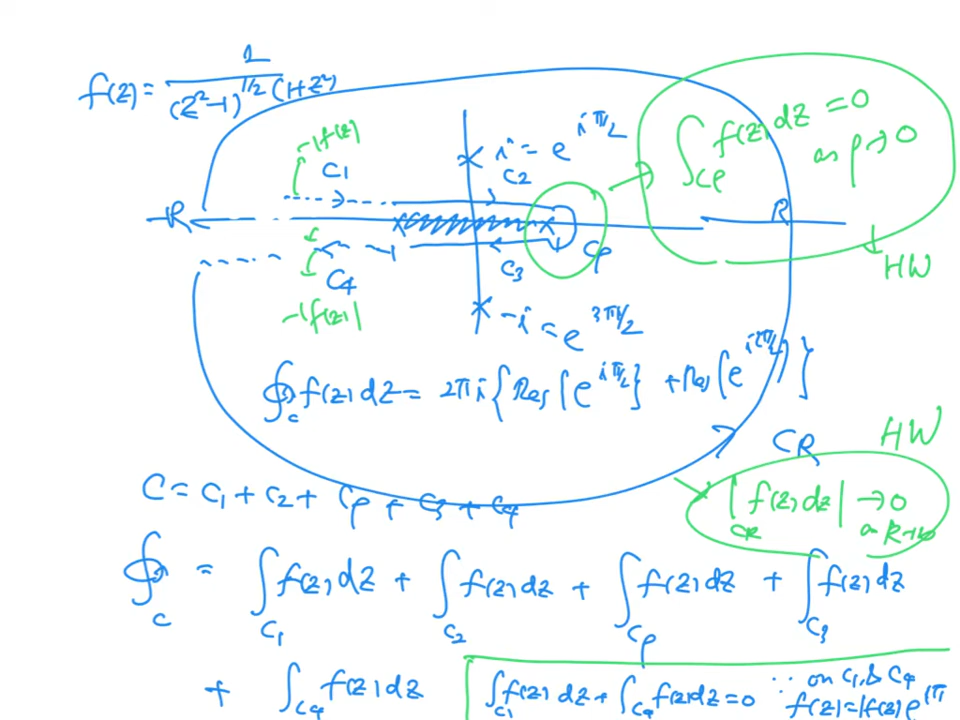 f(z) = 1 / (z²-1)^{1/2} (1+z²)
-|f(z)|
C1
i = e^{iπ/2}
C2
∫_{Cρ} f(z) dz = 0
as ρ → 0
-R
R
Cρ
HW
C4
C3
-|f(z)|
-i = e^{3πi/2}
∮_c f(z) dz = 2πi { Res { e^{iπ/2} } + Res { e^{i3π/2} } }
CR
HW
C = C1 + C2 + Cρ + C3 + C4
| ∫_{CR} f(z) dz | → 0
as R→∞
∮_C = ∫_{C1} f(z) dz + ∫_{C2} f(z) dz + ∫_{Cρ} f(z) dz + ∫_{C3} f(z) dz
+ ∫_{C4} f(z) dz
∫_{C1} f(z) dz + ∫_{C4} f(z) dz = 0
∵ on C1 & C4
f(z) = |f(z)| e^{iπ}